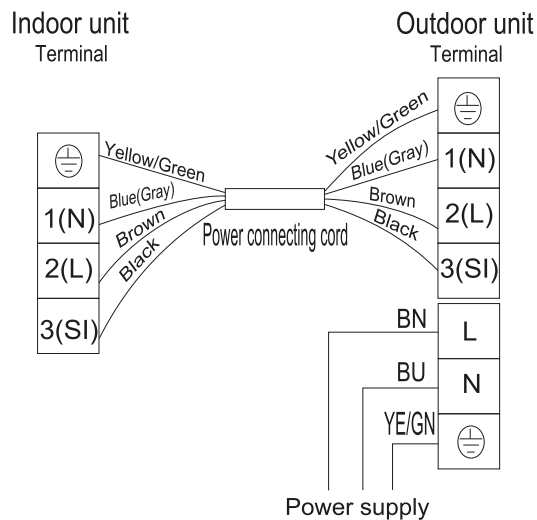 Indoor unit
Terminal
Outdoor unit
Terminal
Yellow/Green
1(N)
Blue(Gray)
2(L)
Brown
3(SI)
Black
Power connecting cord
Yellow/Green
Blue(Gray)
1(N)
Brown
2(L)
Black
3(SI)
BN
L
BU
N
YE/GN
Power supply